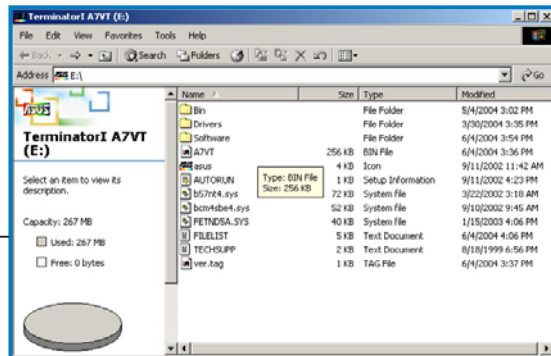 TerminatorI A7VT (E:)
File Edit View Favorites Tools Help
Back Search Folders
Address E:\ Go
ASUS
TerminatorI A7VT (E:)
Select an item to view its description.
Capacity: 267 MB
Used: 267 MB
Free: 0 bytes
Name Size Type Modified
Bin File Folder 5/4/2004 3:02 PM
Drivers File Folder 3/30/2004 3:35 PM
Software File Folder 6/4/2004 3:54 PM
A7VT 256 KB BIN File 6/4/2004 3:36 PM
asus 4 KB Icon 9/11/2002 11:42 AM
AUTORUN 1 KB Setup Information 9/11/2002 4:23 PM
b57nt4.sys 72 KB System file 3/22/2002 3:18 AM
bcm4sbe4.sys 52 KB System file 9/10/2002 9:45 AM
FETND5A.SYS 40 KB System file 1/15/2003 4:06 PM
FILELIST 5 KB Text Document 6/4/2004 4:06 PM
TECHSUPP 2 KB Text Document 8/18/1999 6:56 PM
ver.tag 1 KB TAG File 6/4/2004 3:37 PM
Type: BIN File
Size: 256 KB